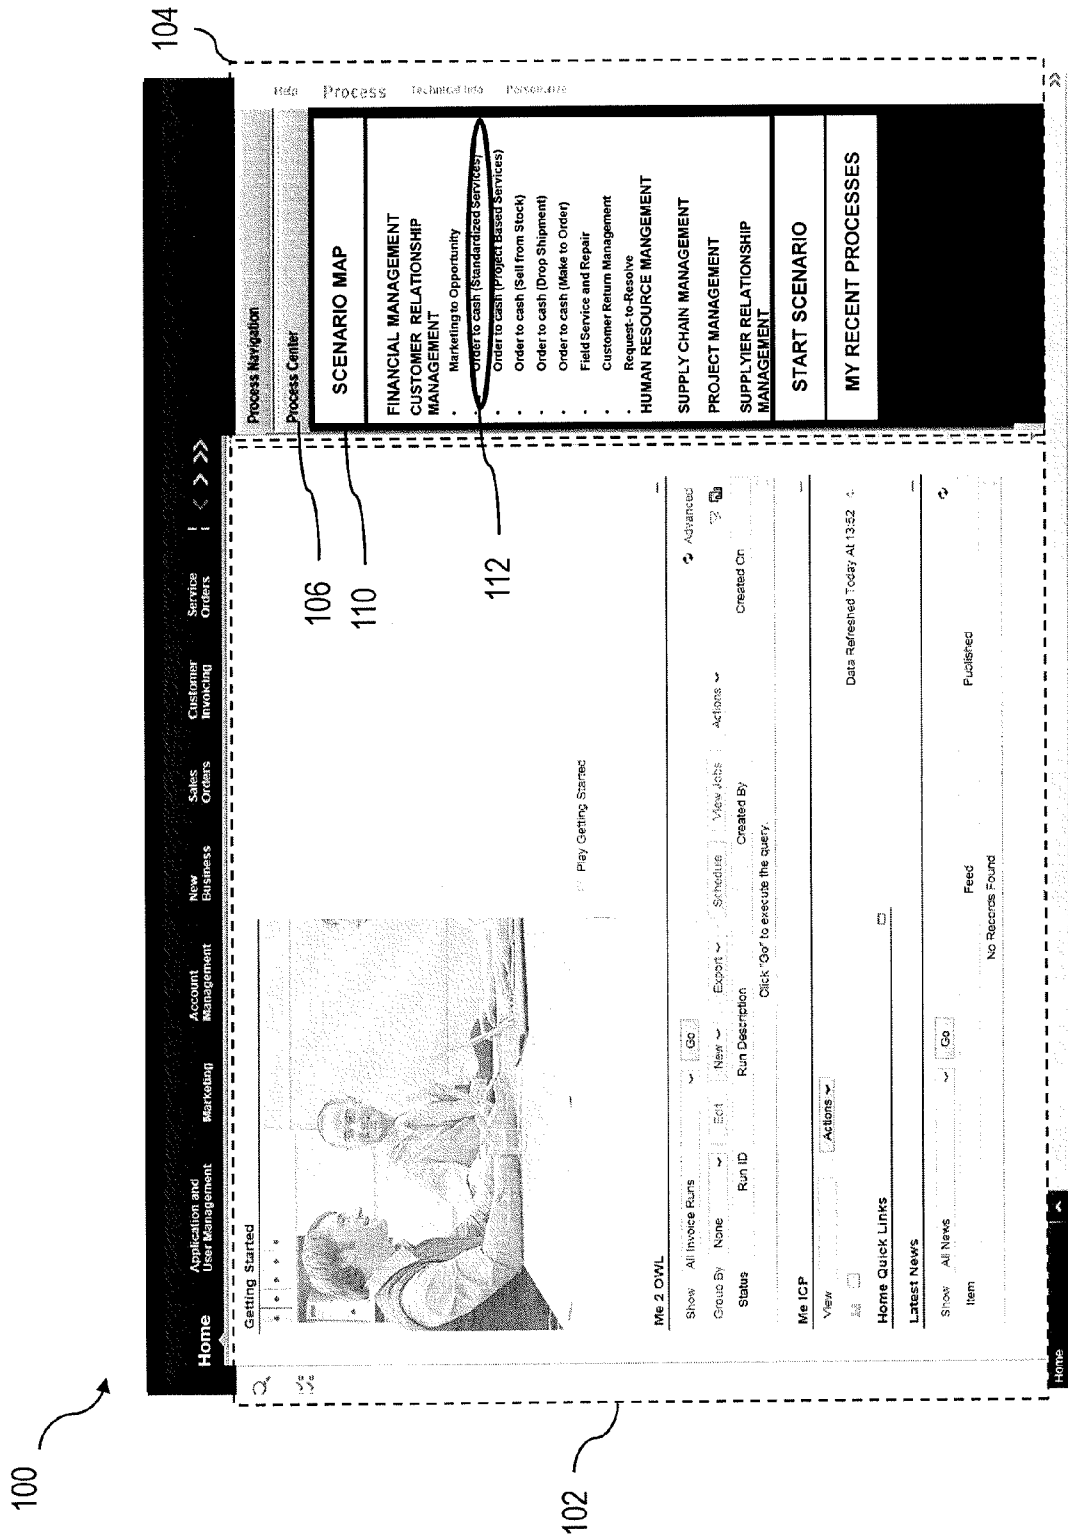 100
102
104
106
110
112
Home
Application and
User Management
Marketing
Account
Management
New
Business
Sales
Orders
Customer
Invoicing
Service
Orders
Getting Started
Play Getting Started
Me 2 OWL
Show All Invoice Runs Go Advanced
Group By None Edit New Export Schedule View Jobs Actions
Status Run ID Run Description Created By Created On
Click "Go" to execute the query.
Me ICP
View Actions
Data Refreshed Today At 13:52
Home Quick Links
Latest News
Show All News Go
Item Feed Published
No Records Found
Home
Process Navigation
Process Center
Help
Process
Technical Info
Personalize
SCENARIO MAP
FINANCIAL MANAGEMENT
CUSTOMER RELATIONSHIP
MANAGEMENT
• Marketing to Opportunity
Order to cash (Standardized Services)
• Order to cash (Project Based Services)
• Order to cash (Sell from Stock)
• Order to cash (Drop Shipment)
• Order to cash (Make to Order)
• Field Service and Repair
• Customer Return Management
• Request-to-Resolve
HUMAN RESOURCE MANGEMENT
SUPPLY CHAIN MANAGEMENT
PROJECT MANAGEMENT
SUPPLYIER RELATIONSHIP
MANAGEMENT
START SCENARIO
MY RECENT PROCESSES